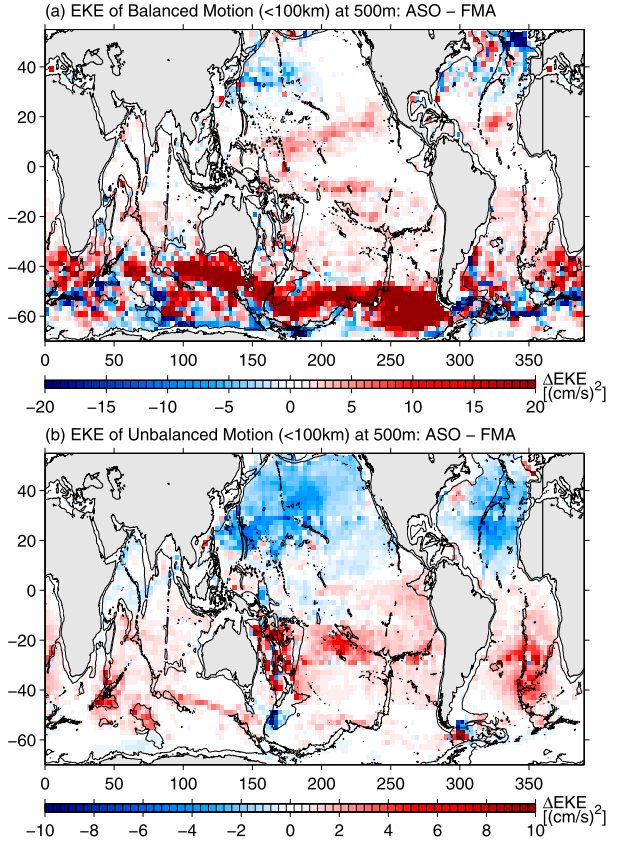 (a) EKE of Balanced Motion (<100km) at 500m: ASO − FMA
40
20
0
−20
−40
−60
0 50 100 150 200 250 300 350
−20 −15 −10 −5 0 5 10 15 20
ΔEKE
[(cm/s)²]
(b) EKE of Unbalanced Motion (<100km) at 500m: ASO − FMA
40
20
0
−20
−40
−60
0 50 100 150 200 250 300 350
−10 −8 −6 −4 −2 0 2 4 6 8 10
ΔEKE
[(cm/s)²]